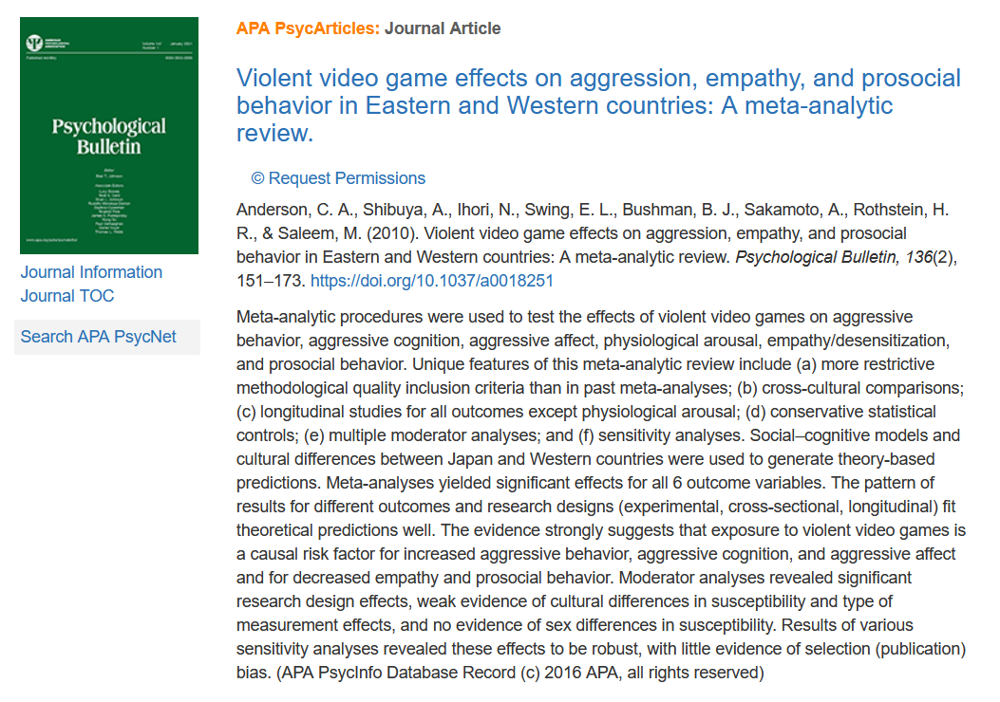 APA PsycArticles: Journal Article
Violent video game effects on aggression, empathy, and prosocial
behavior in Eastern and Western countries: A meta-analytic
review.
© Request Permissions
Anderson, C. A., Shibuya, A., Ihori, N., Swing, E. L., Bushman, B. J., Sakamoto, A., Rothstein, H.
R., & Saleem, M. (2010). Violent video game effects on aggression, empathy, and prosocial
behavior in Eastern and Western countries: A meta-analytic review. Psychological Bulletin, 136(2),
151–173. https://doi.org/10.1037/a0018251
Meta-analytic procedures were used to test the effects of violent video games on aggressive
behavior, aggressive cognition, aggressive affect, physiological arousal, empathy/desensitization,
and prosocial behavior. Unique features of this meta-analytic review include (a) more restrictive
methodological quality inclusion criteria than in past meta-analyses; (b) cross-cultural comparisons;
(c) longitudinal studies for all outcomes except physiological arousal; (d) conservative statistical
controls; (e) multiple moderator analyses; and (f) sensitivity analyses. Social–cognitive models and
cultural differences between Japan and Western countries were used to generate theory-based
predictions. Meta-analyses yielded significant effects for all 6 outcome variables. The pattern of
results for different outcomes and research designs (experimental, cross-sectional, longitudinal) fit
theoretical predictions well. The evidence strongly suggests that exposure to violent video games is
a causal risk factor for increased aggressive behavior, aggressive cognition, and aggressive affect
and for decreased empathy and prosocial behavior. Moderator analyses revealed significant
research design effects, weak evidence of cultural differences in susceptibility and type of
measurement effects, and no evidence of sex differences in susceptibility. Results of various
sensitivity analyses revealed these effects to be robust, with little evidence of selection (publication)
bias. (APA PsycInfo Database Record (c) 2016 APA, all rights reserved)
Psychological
Bulletin
Editor
Associate Editors
Journal Information
Journal TOC
Search APA PsycNet